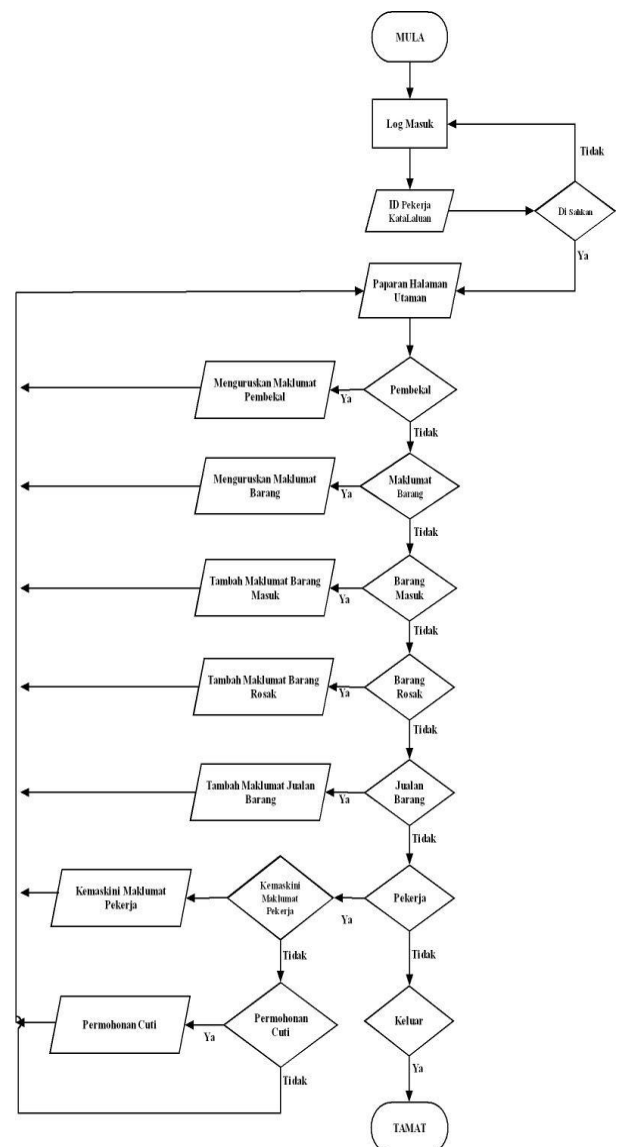 MULA
Log Masuk
Tidak
ID Pekerja
KataLaluan
Di Sahkan
Ya
Paparan Halaman
Utaman
Menguruskan Maklumat
Pembekal
Ya
Pembekal
Tidak
Menguruskan Maklumat
Barang
Ya
Maklumat
Barang
Tidak
Tambah Maklumat Barang
Masuk
Ya
Barang
Masuk
Tidak
Tambah Maklumat Barang
Rosak
Ya
Barang
Rosak
Tidak
Tambah Maklumat Jualan
Barang
Ya
Jualan
Barang
Tidak
Kemaskini Maklumat
Pekerja
Kemaskini
Maklumat
Pekerja
Ya
Pekerja
Tidak
Tidak
Permohonan Cuti
Ya
Permohonan
Cuti
Tidak
Keluar
Ya
TAMAT